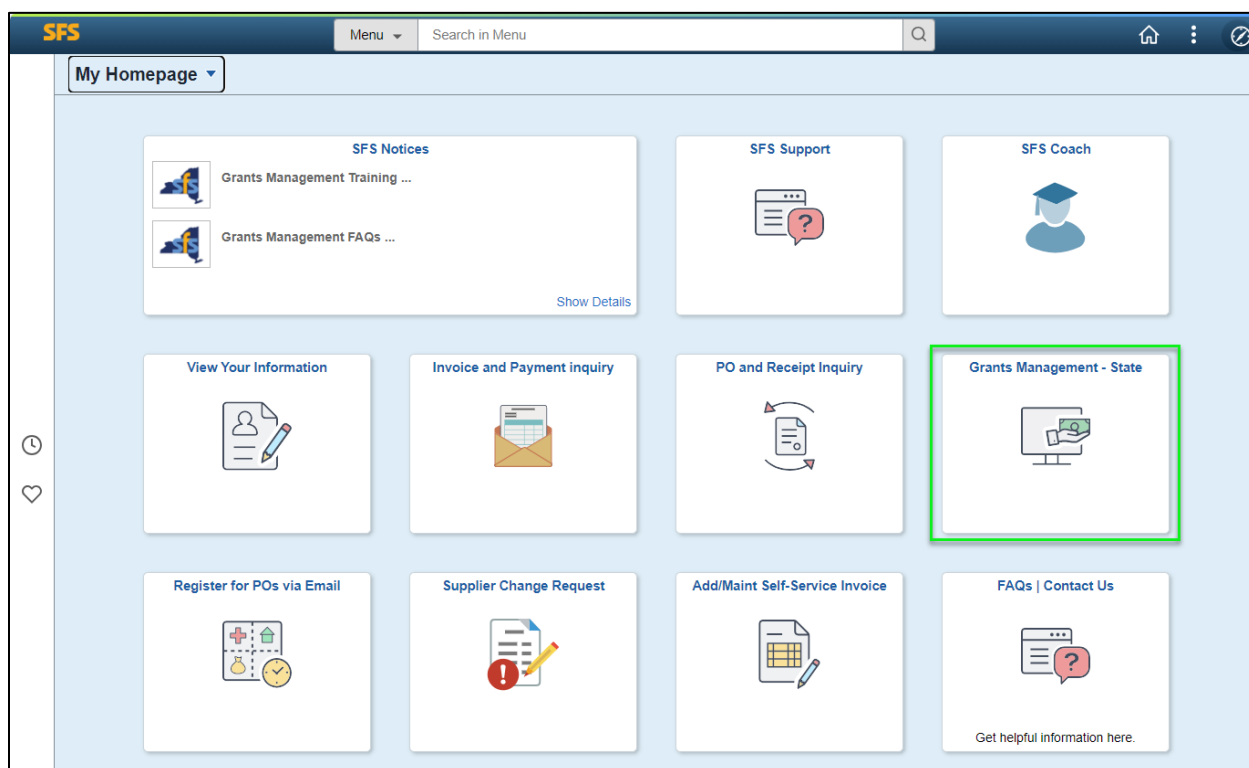 SFS
Menu
Search in Menu
My Homepage
SFS Notices
sfs
Grants Management Training ...
sfs
Grants Management FAQs ...
Show Details
SFS Support
?
SFS Coach
View Your Information
Invoice and Payment inquiry
PO and Receipt Inquiry
Grants Management - State
Register for POs via Email
Supplier Change Request
!
Add/Maint Self-Service Invoice
FAQs | Contact Us
?
Get helpful information here.